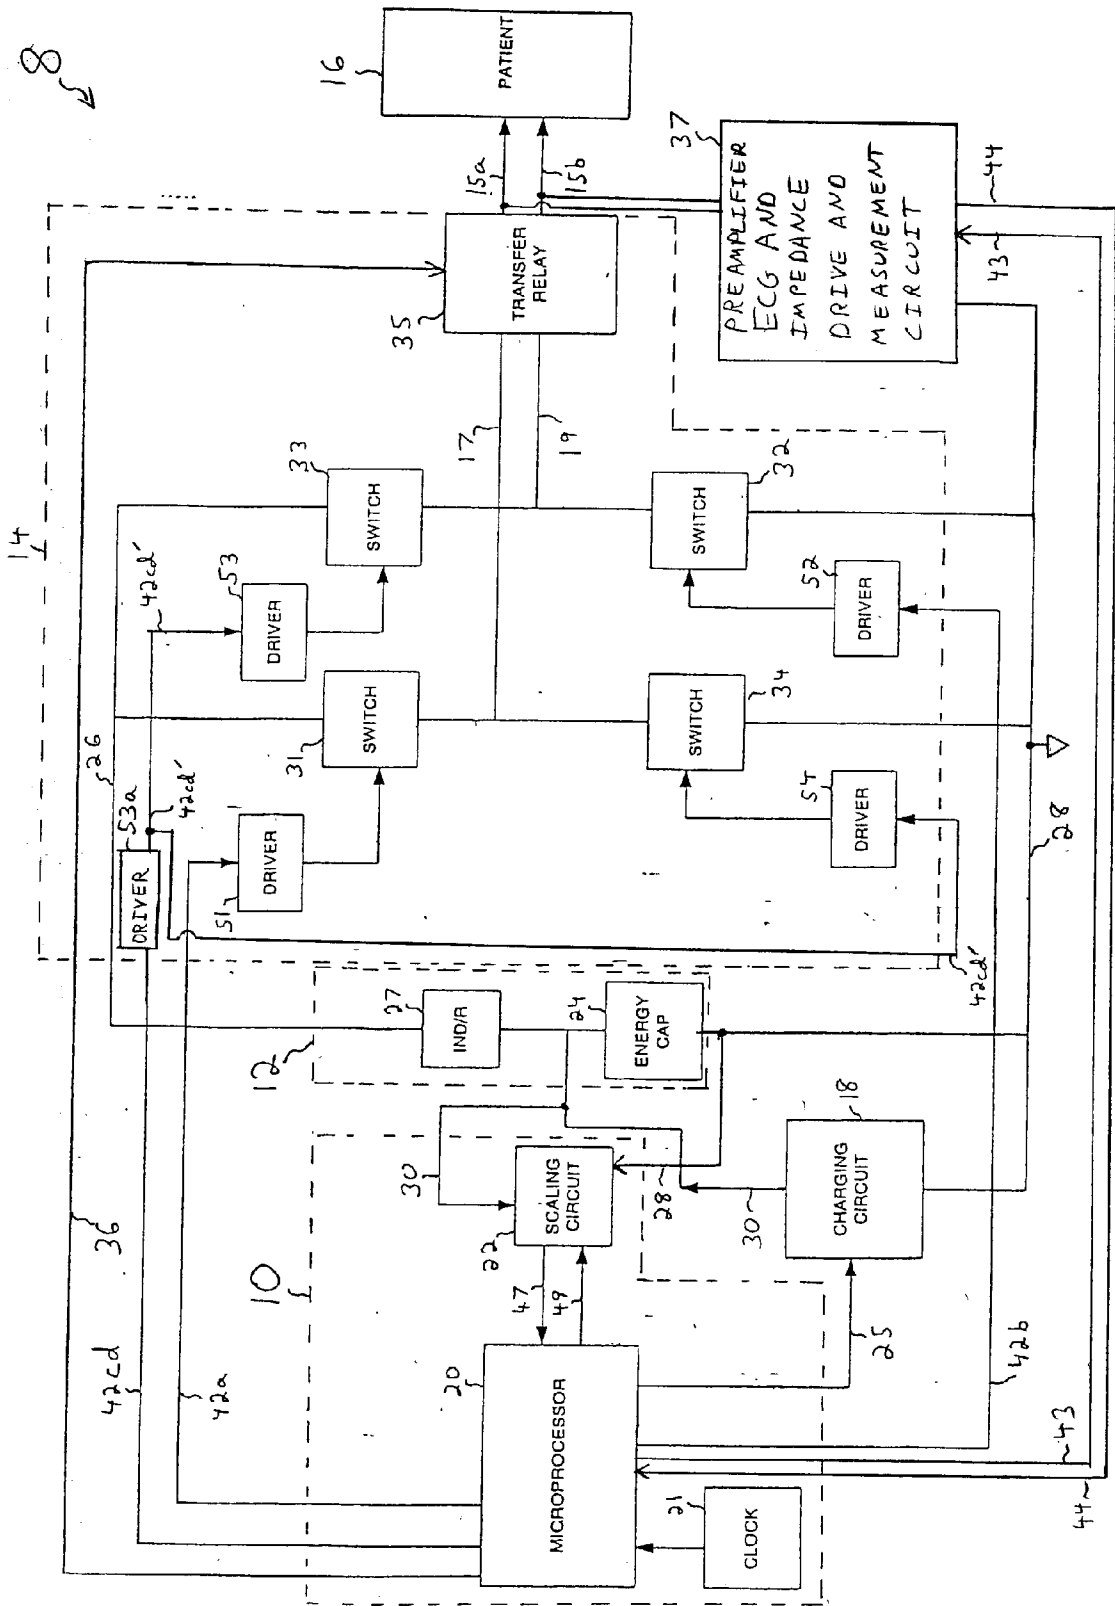 8
14
36
42cd
42a
26
DRIVER
53a
42cd'
42cd'
53
DRIVER
51
DRIVER
33
SWITCH
31
SWITCH
17
19
35
TRANSFER
RELAY
15a
15b
16
PATIENT
10
12
27
IND/R
24
ENERGY
CAP
30
22
SCALING
CIRCUIT
47
49
20
MICROPROCESSOR
21
CLOCK
28
30
18
CHARGING
CIRCUIT
25
42b
42cd'
34
SWITCH
54
DRIVER
32
SWITCH
52
DRIVER
28
37
PREAMPLIFIER
ECG AND
IMPEDANCE
DRIVE AND
MEASUREMENT
CIRCUIT
43
44
43
44